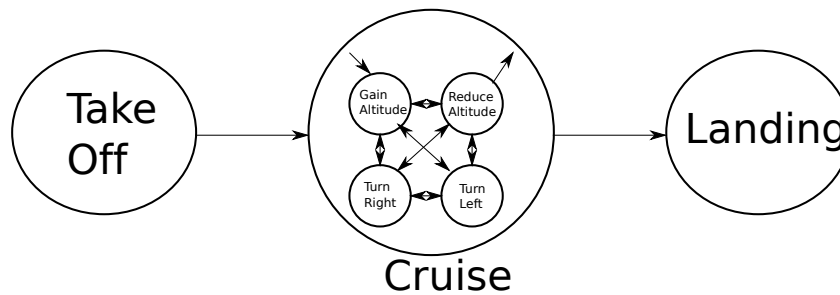 Take
Off
Gain
Altitude
Reduce
Altitude
Turn
Right
Turn
Left
Cruise
Landing